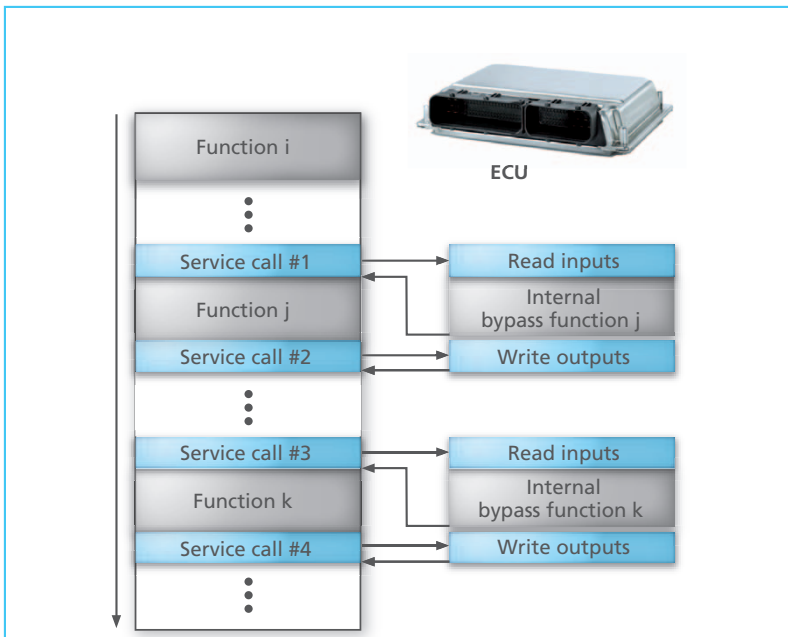 Function i
ECU
Service call #1
Read inputs
Function j
Internal
bypass function j
Service call #2
Write outputs
Service call #3
Read inputs
Function k
Internal
bypass function k
Service call #4
Write outputs